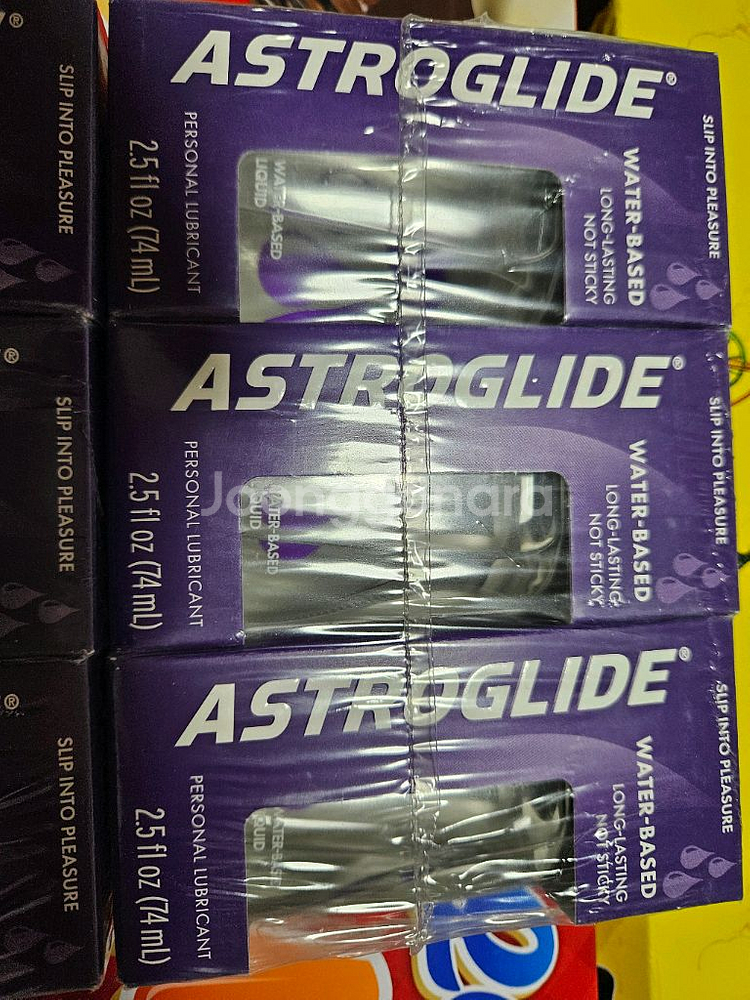 ASTROGLIDE®
PERSONAL LUBRICANT
2.5 fl oz (74 mL)
WATER-BASED
LIQUID
WATER-BASED
LONG-LASTING
NOT STICKY
SLIP INTO PLEASURE
ASTROGLIDE®
PERSONAL LUBRICANT
2.5 fl oz (74 mL)
WATER-BASED
LONG-LASTING
NOT STICKY
SLIP INTO PLEASURE
ASTROGLIDE®
PERSONAL LUBRICANT
2.5 fl oz (74 mL)
WATER-BASED
LONG-LASTING
NOT STICKY
SLIP INTO PLEASURE
®
SLIP INTO PLEASURE
®
SLIP INTO PLEASURE
®
SLIP INTO PLEASURE